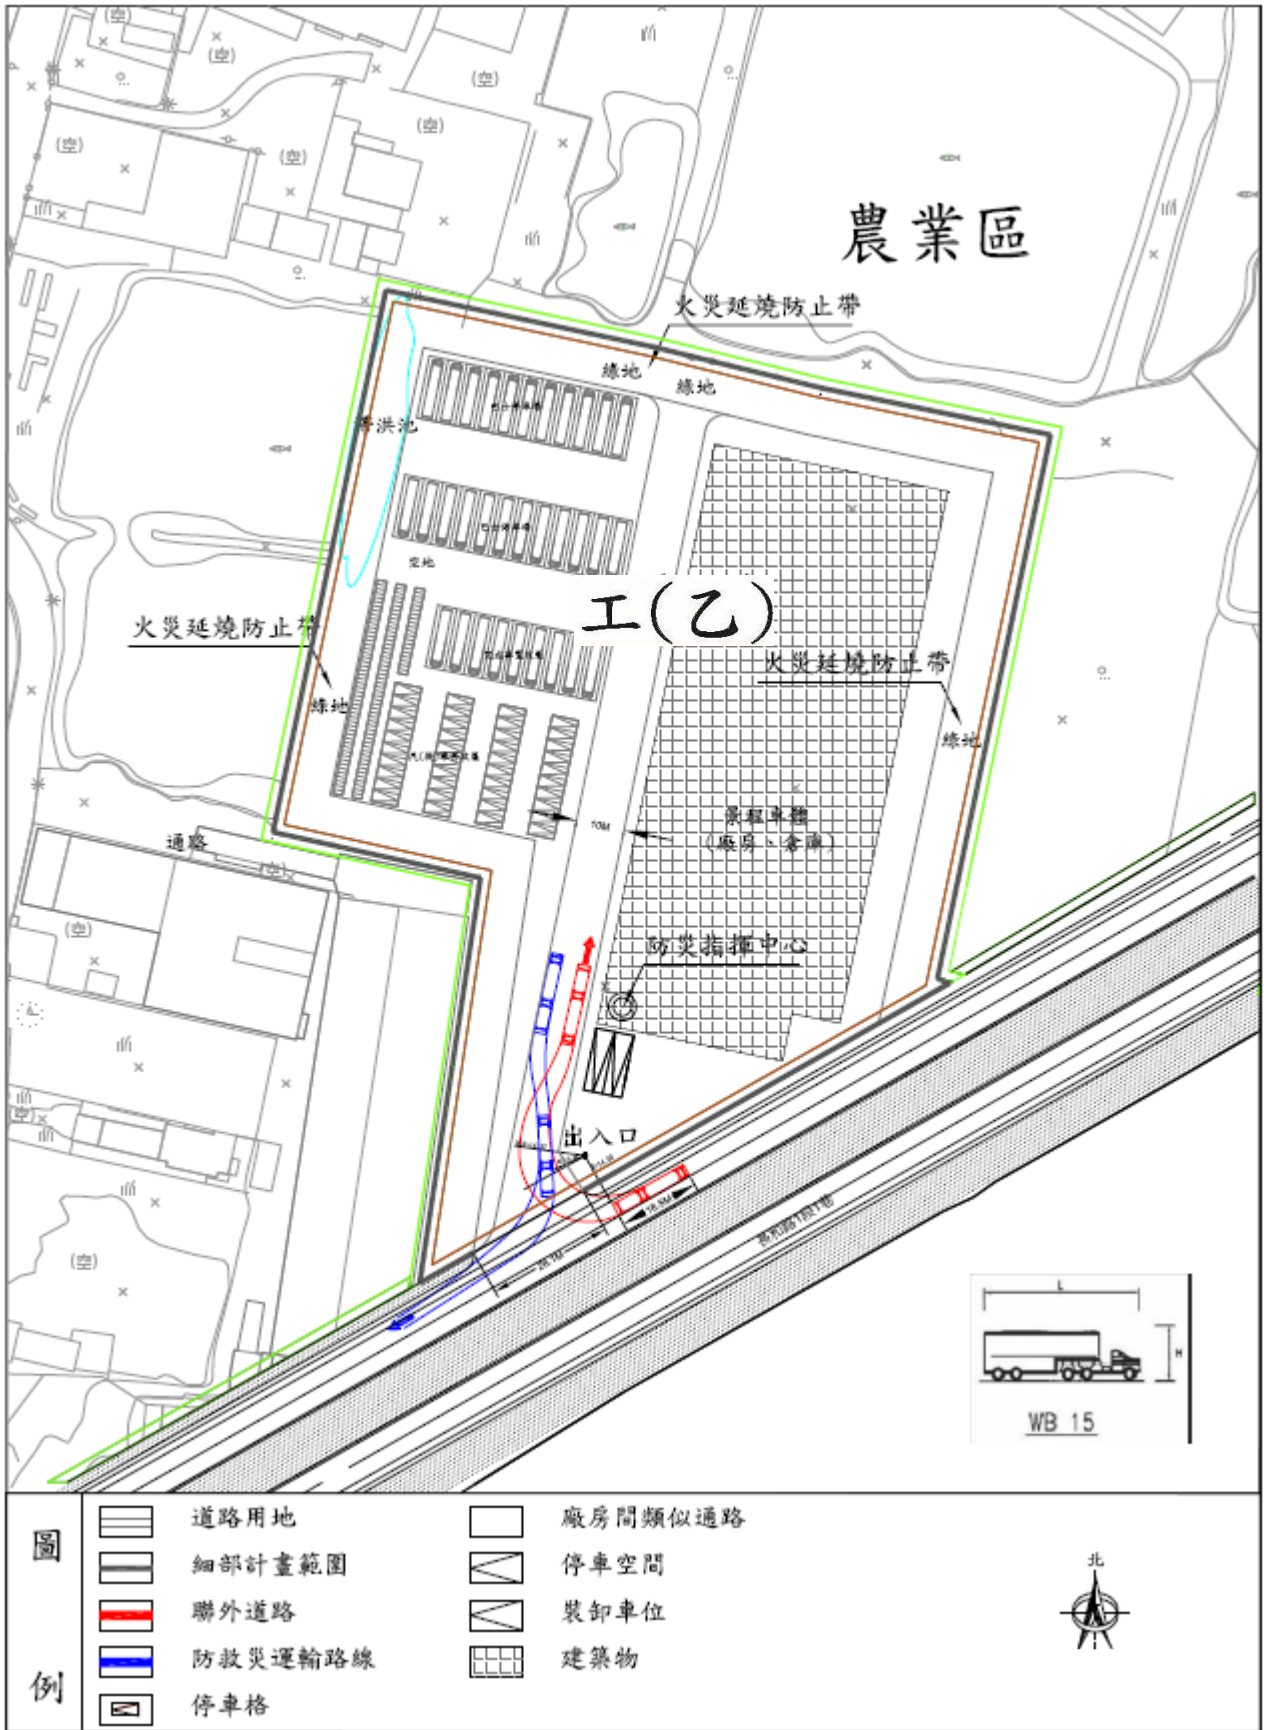 (空)
(空)
(空)
(空)
(空)
(空)
農業區
火災延燒防止帶
綠地
綠地
空地
工(乙)
火災延燒防止帶
火災延燒防止帶
綠地
綠地
10M
景程車體
(廠房、倉庫)
通路
(空)
(空)
防災指揮中心
(空)
出入口
16.5M
(空)
L
H
WB 15
圖例
道路用地
細部計畫範圍
聯外道路
防救災運輸路線
停車格
廠房間類似通路
停車空間
裝卸車位
建築物
北